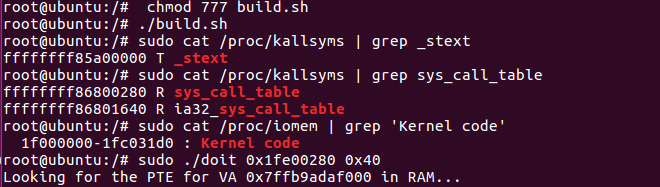 root@ubuntu:/#  chmod 777 build.sh
root@ubuntu:/# ./build.sh
root@ubuntu:/# sudo cat /proc/kallsyms | grep _stext
ffffffff85a00000 T _stext
root@ubuntu:/# sudo cat /proc/kallsyms | grep sys_call_table
ffffffff86800280 R sys_call_table
ffffffff86801640 R ia32_sys_call_table
root@ubuntu:/# sudo cat /proc/iomem | grep 'Kernel code'
  1f000000-1fc031d0 : Kernel code
root@ubuntu:/# sudo ./doit 0x1fe00280 0x40
Looking for the PTE for VA 0x7ffb9adaf000 in RAM...